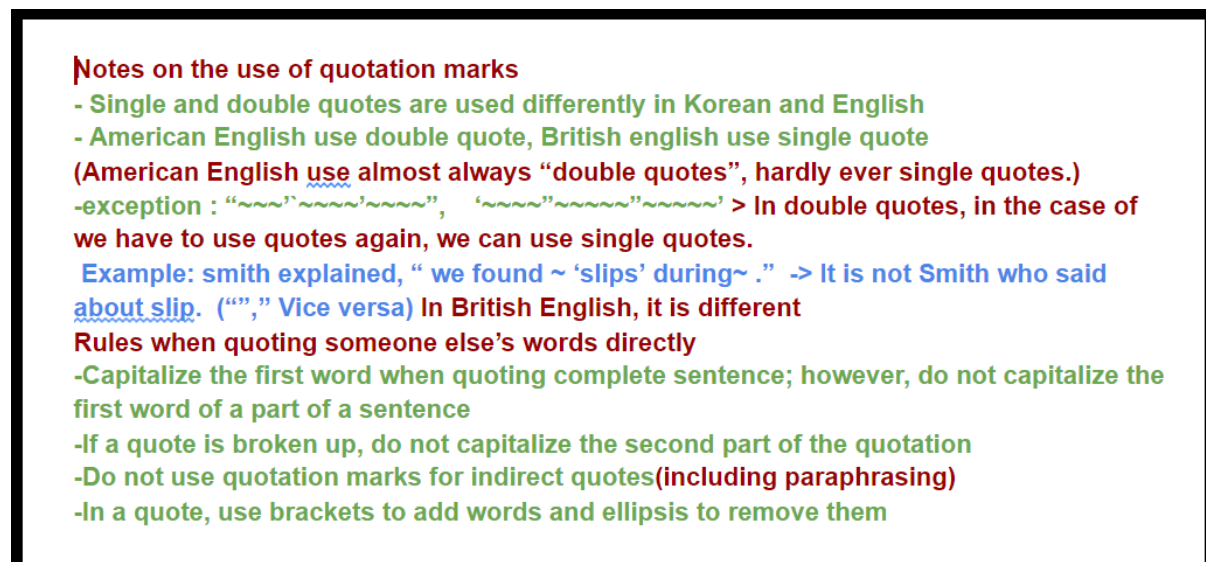 Notes on the use of quotation marks
- Single and double quotes are used differently in Korean and English
- American English use double quote, British english use single quote
(American English use almost always “double quotes”, hardly ever single quotes.)
-exception : “~~~’`~~~~’~~~~”,    ‘~~~~”~~~~~”~~~~~’ > In double quotes, in the case of
we have to use quotes again, we can use single quotes.
Example: smith explained, “ we found ~ ‘slips’ during~ .”  -> It is not Smith who said
about slip.  (“”,” Vice versa) In British English, it is different
Rules when quoting someone else’s words directly
-Capitalize the first word when quoting complete sentence; however, do not capitalize the
first word of a part of a sentence
-If a quote is broken up, do not capitalize the second part of the quotation
-Do not use quotation marks for indirect quotes(including paraphrasing)
-In a quote, use brackets to add words and ellipsis to remove them